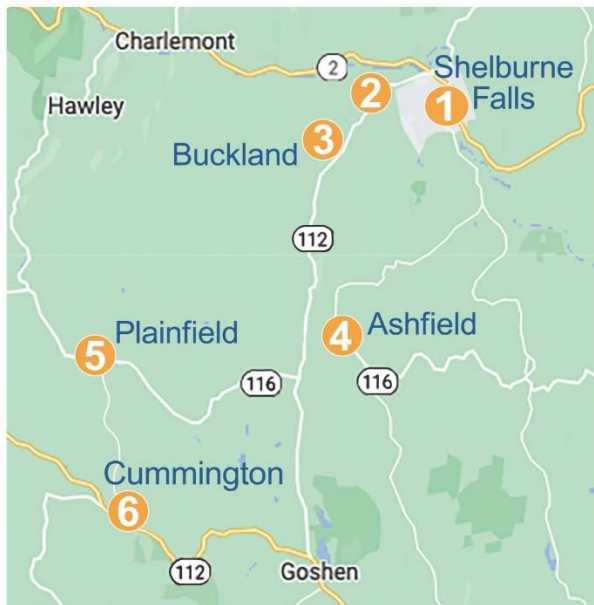 Charlemont
2
Shelburne
Falls
1
2
Hawley
3
Buckland
112
Plainfield
5
4
Ashfield
116
116
Cummington
6
112
Goshen